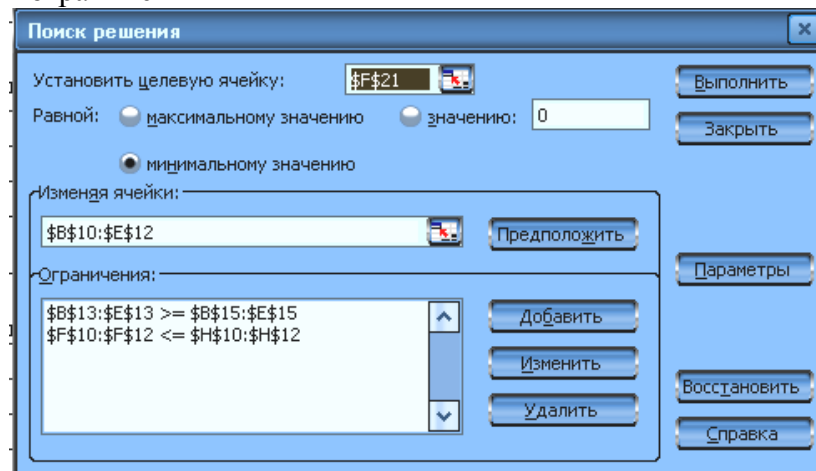 Поиск решения
Установить целевую ячейку: $F$21
Выполнить
Равной: максимальному значению значению: 0
Закрыть
минимальному значению
Изменяя ячейки:
$B$10:$E$12
Предположить
Ограничения:
Параметры
$B$13:$E$13 >= $B$15:$E$15
$F$10:$F$12 <= $H$10:$H$12
Добавить
Изменить
Удалить
Восстановить
Справка